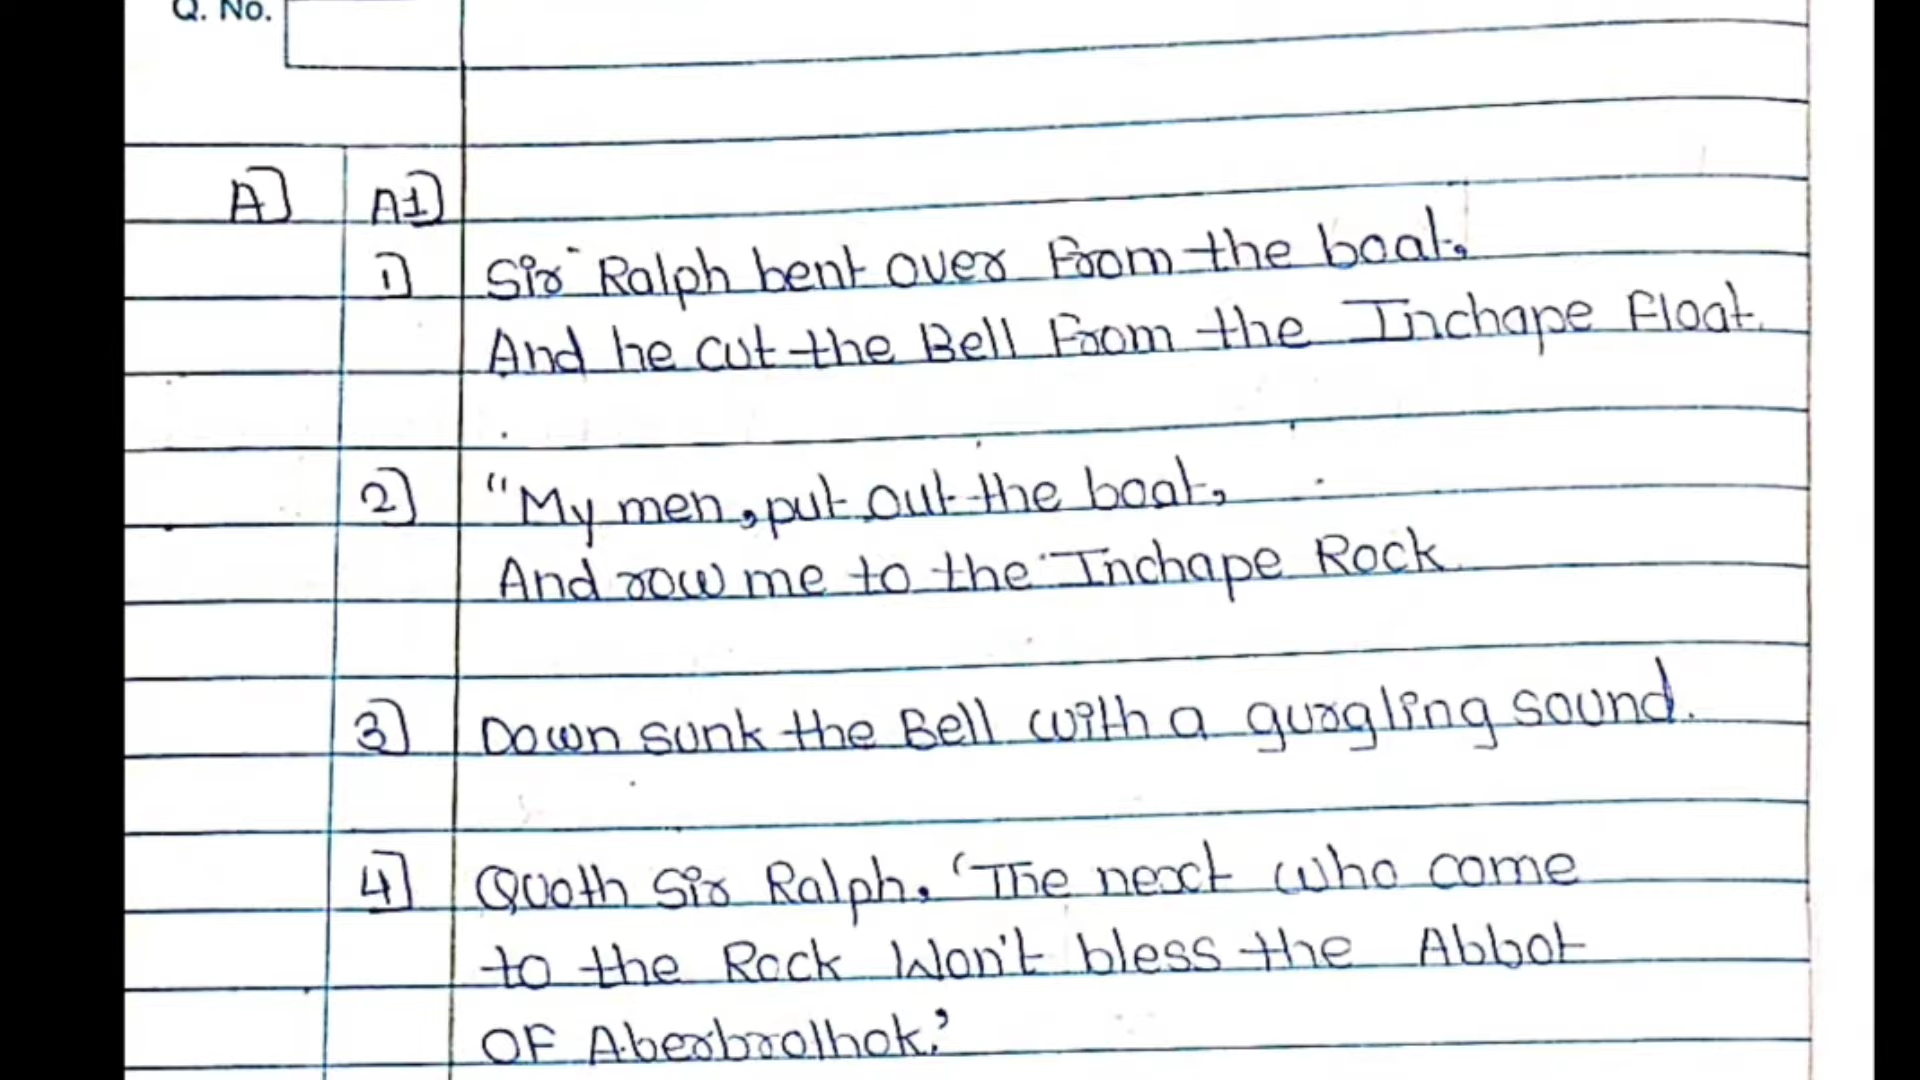 Q. No.
A] A1]
1] Sir Ralph bent over from the boat,
And he cut the Bell from the Inchape float.
2] "My men, put out the boat,
And row me to the Inchape Rock
3] Down sunk the Bell with a gurgling sound.
4] Quoth Sir Ralph, 'The next who come
to the Rock Won't bless the Abbot
OF Aberbrolhok.'